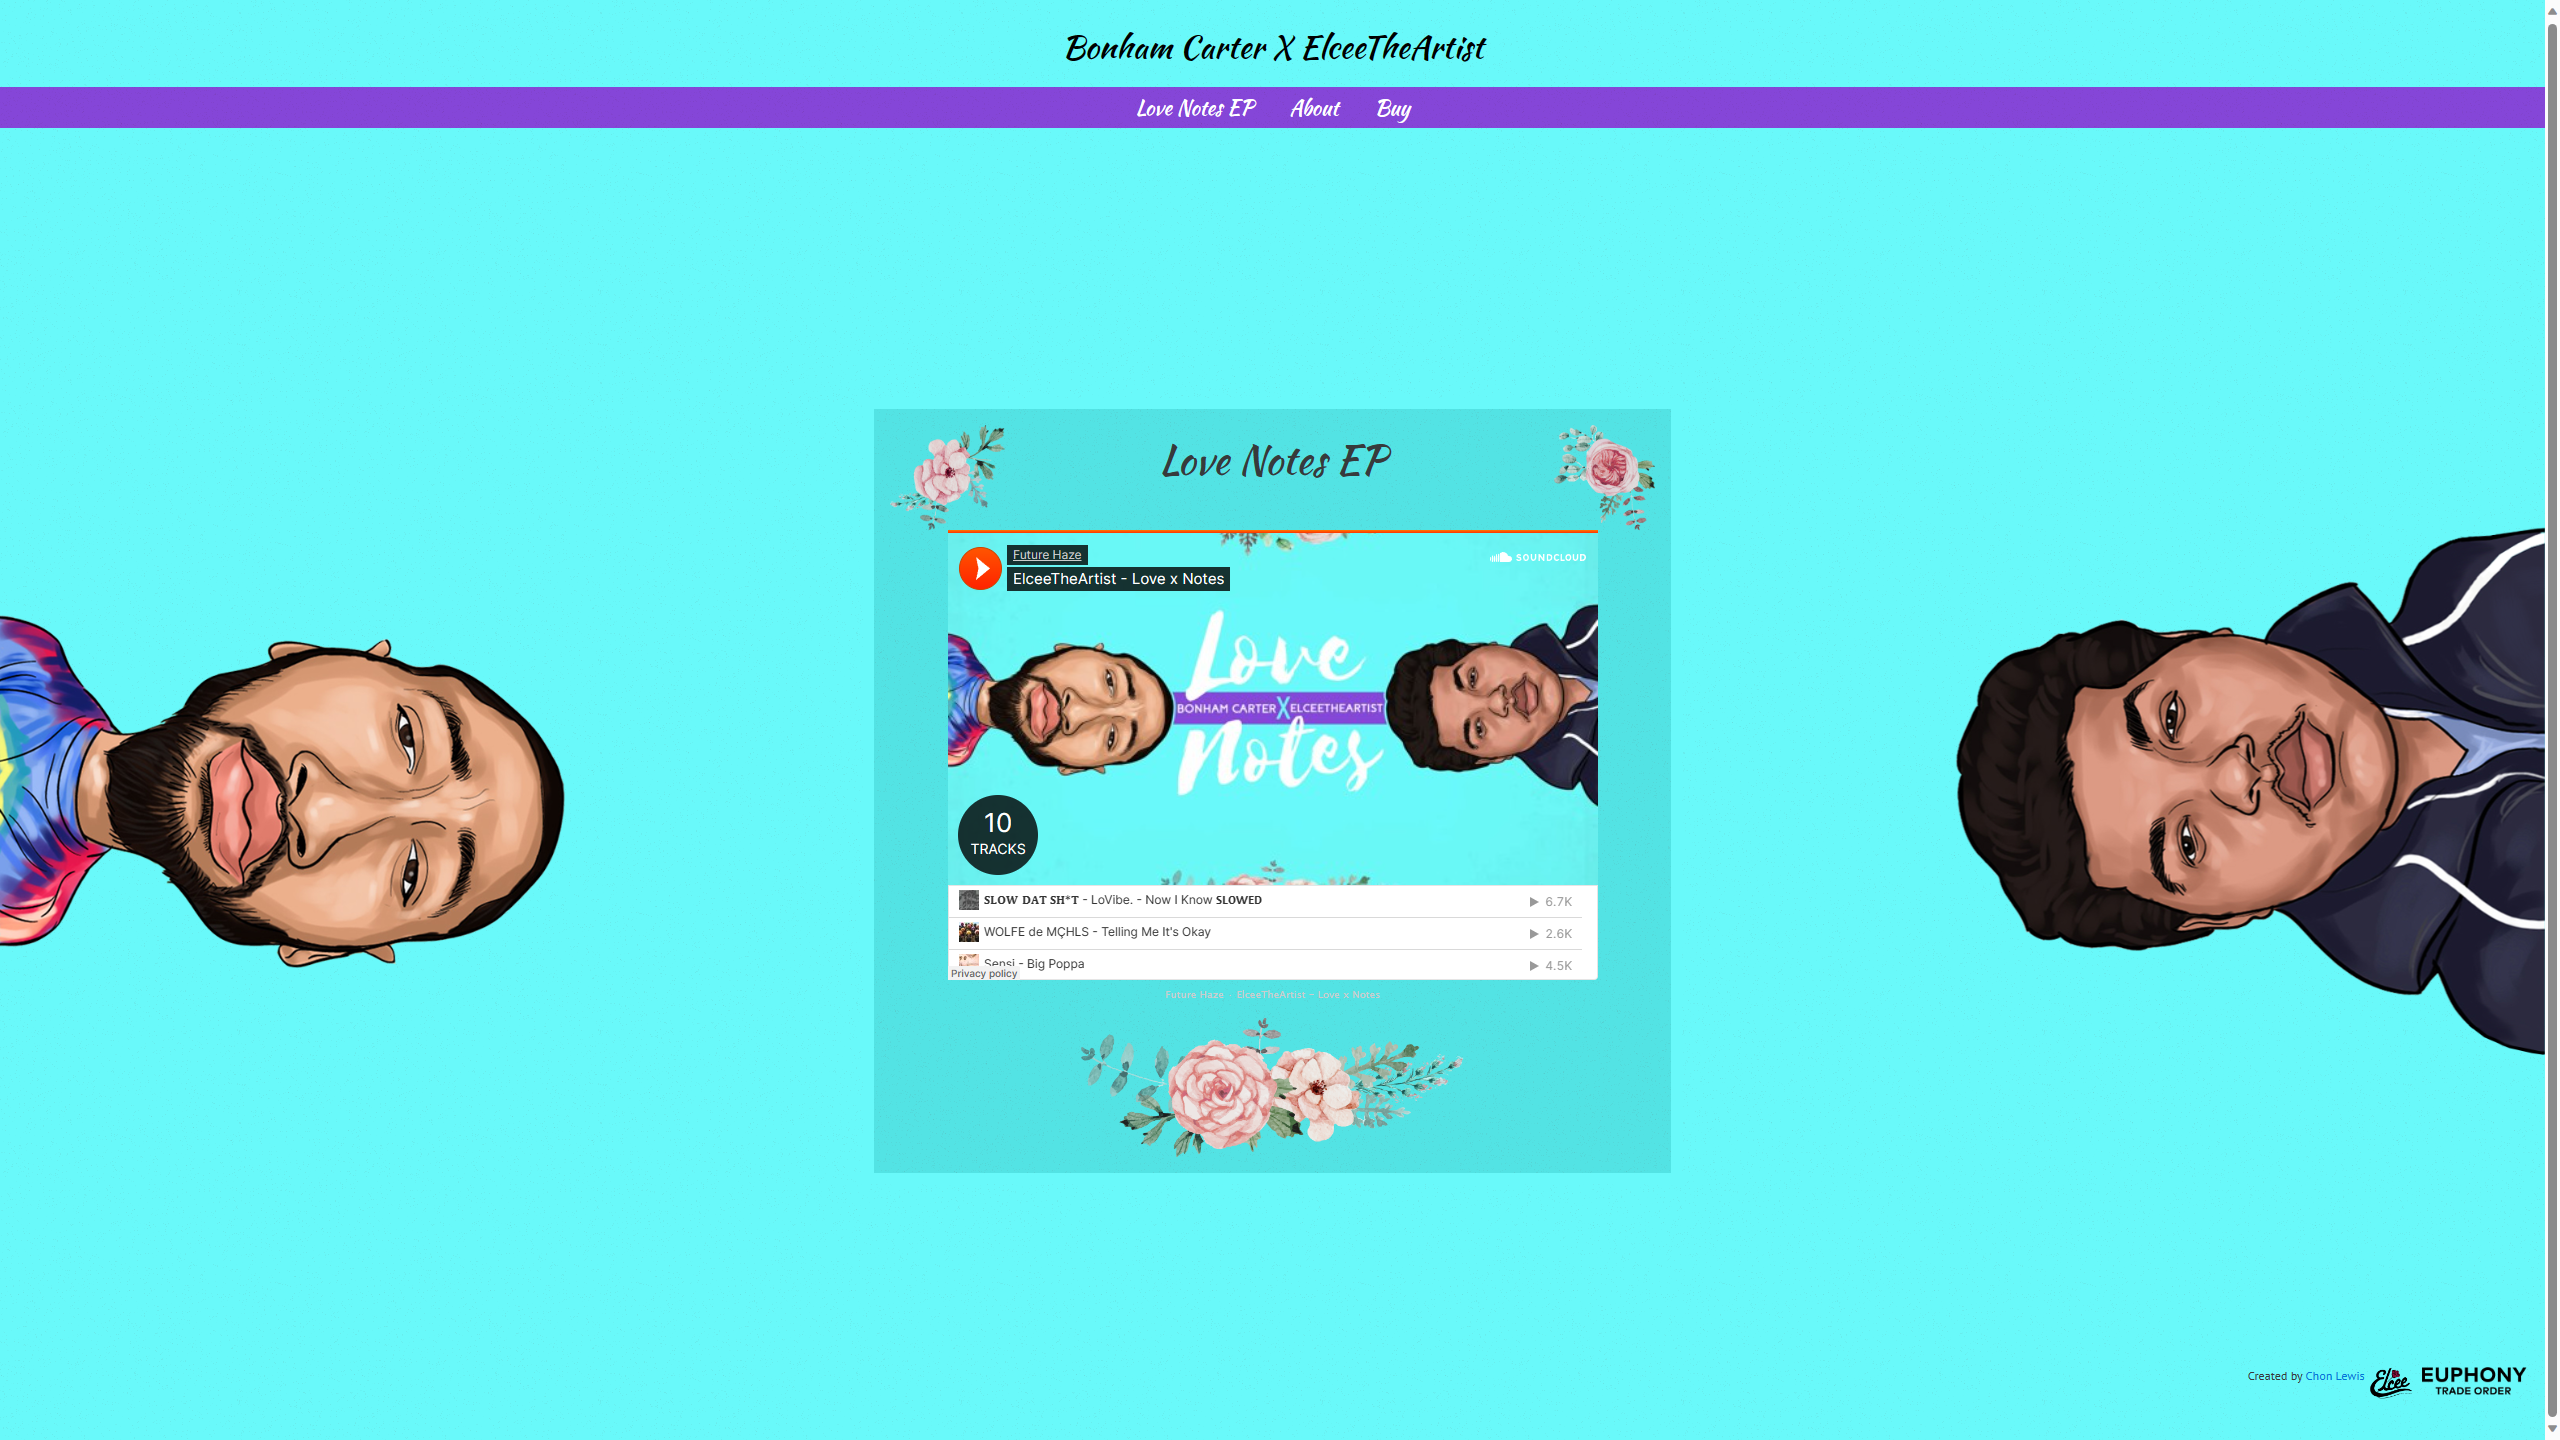 Bonham Carter X ElceeTheArtist
Love Notes EP About Buy
Love Notes EP
Future Haze
ElceeTheArtist - Love x Notes
SOUNDCLOUD
Love
BONHAM CARTER X ELCEETHEARTIST
Notes
10
TRACKS
SLOW DAT SH*T - LoVibe. - Now I Know SLOWED 6.7K
WOLFE de MÇHLS - Telling Me It's Okay 2.6K
Sensi - Big Poppa 4.5K
Privacy policy
Future Haze · ElceeTheArtist - Love x Notes
Created by Chon Lewis Elcee EUPHONY
TRADE ORDER